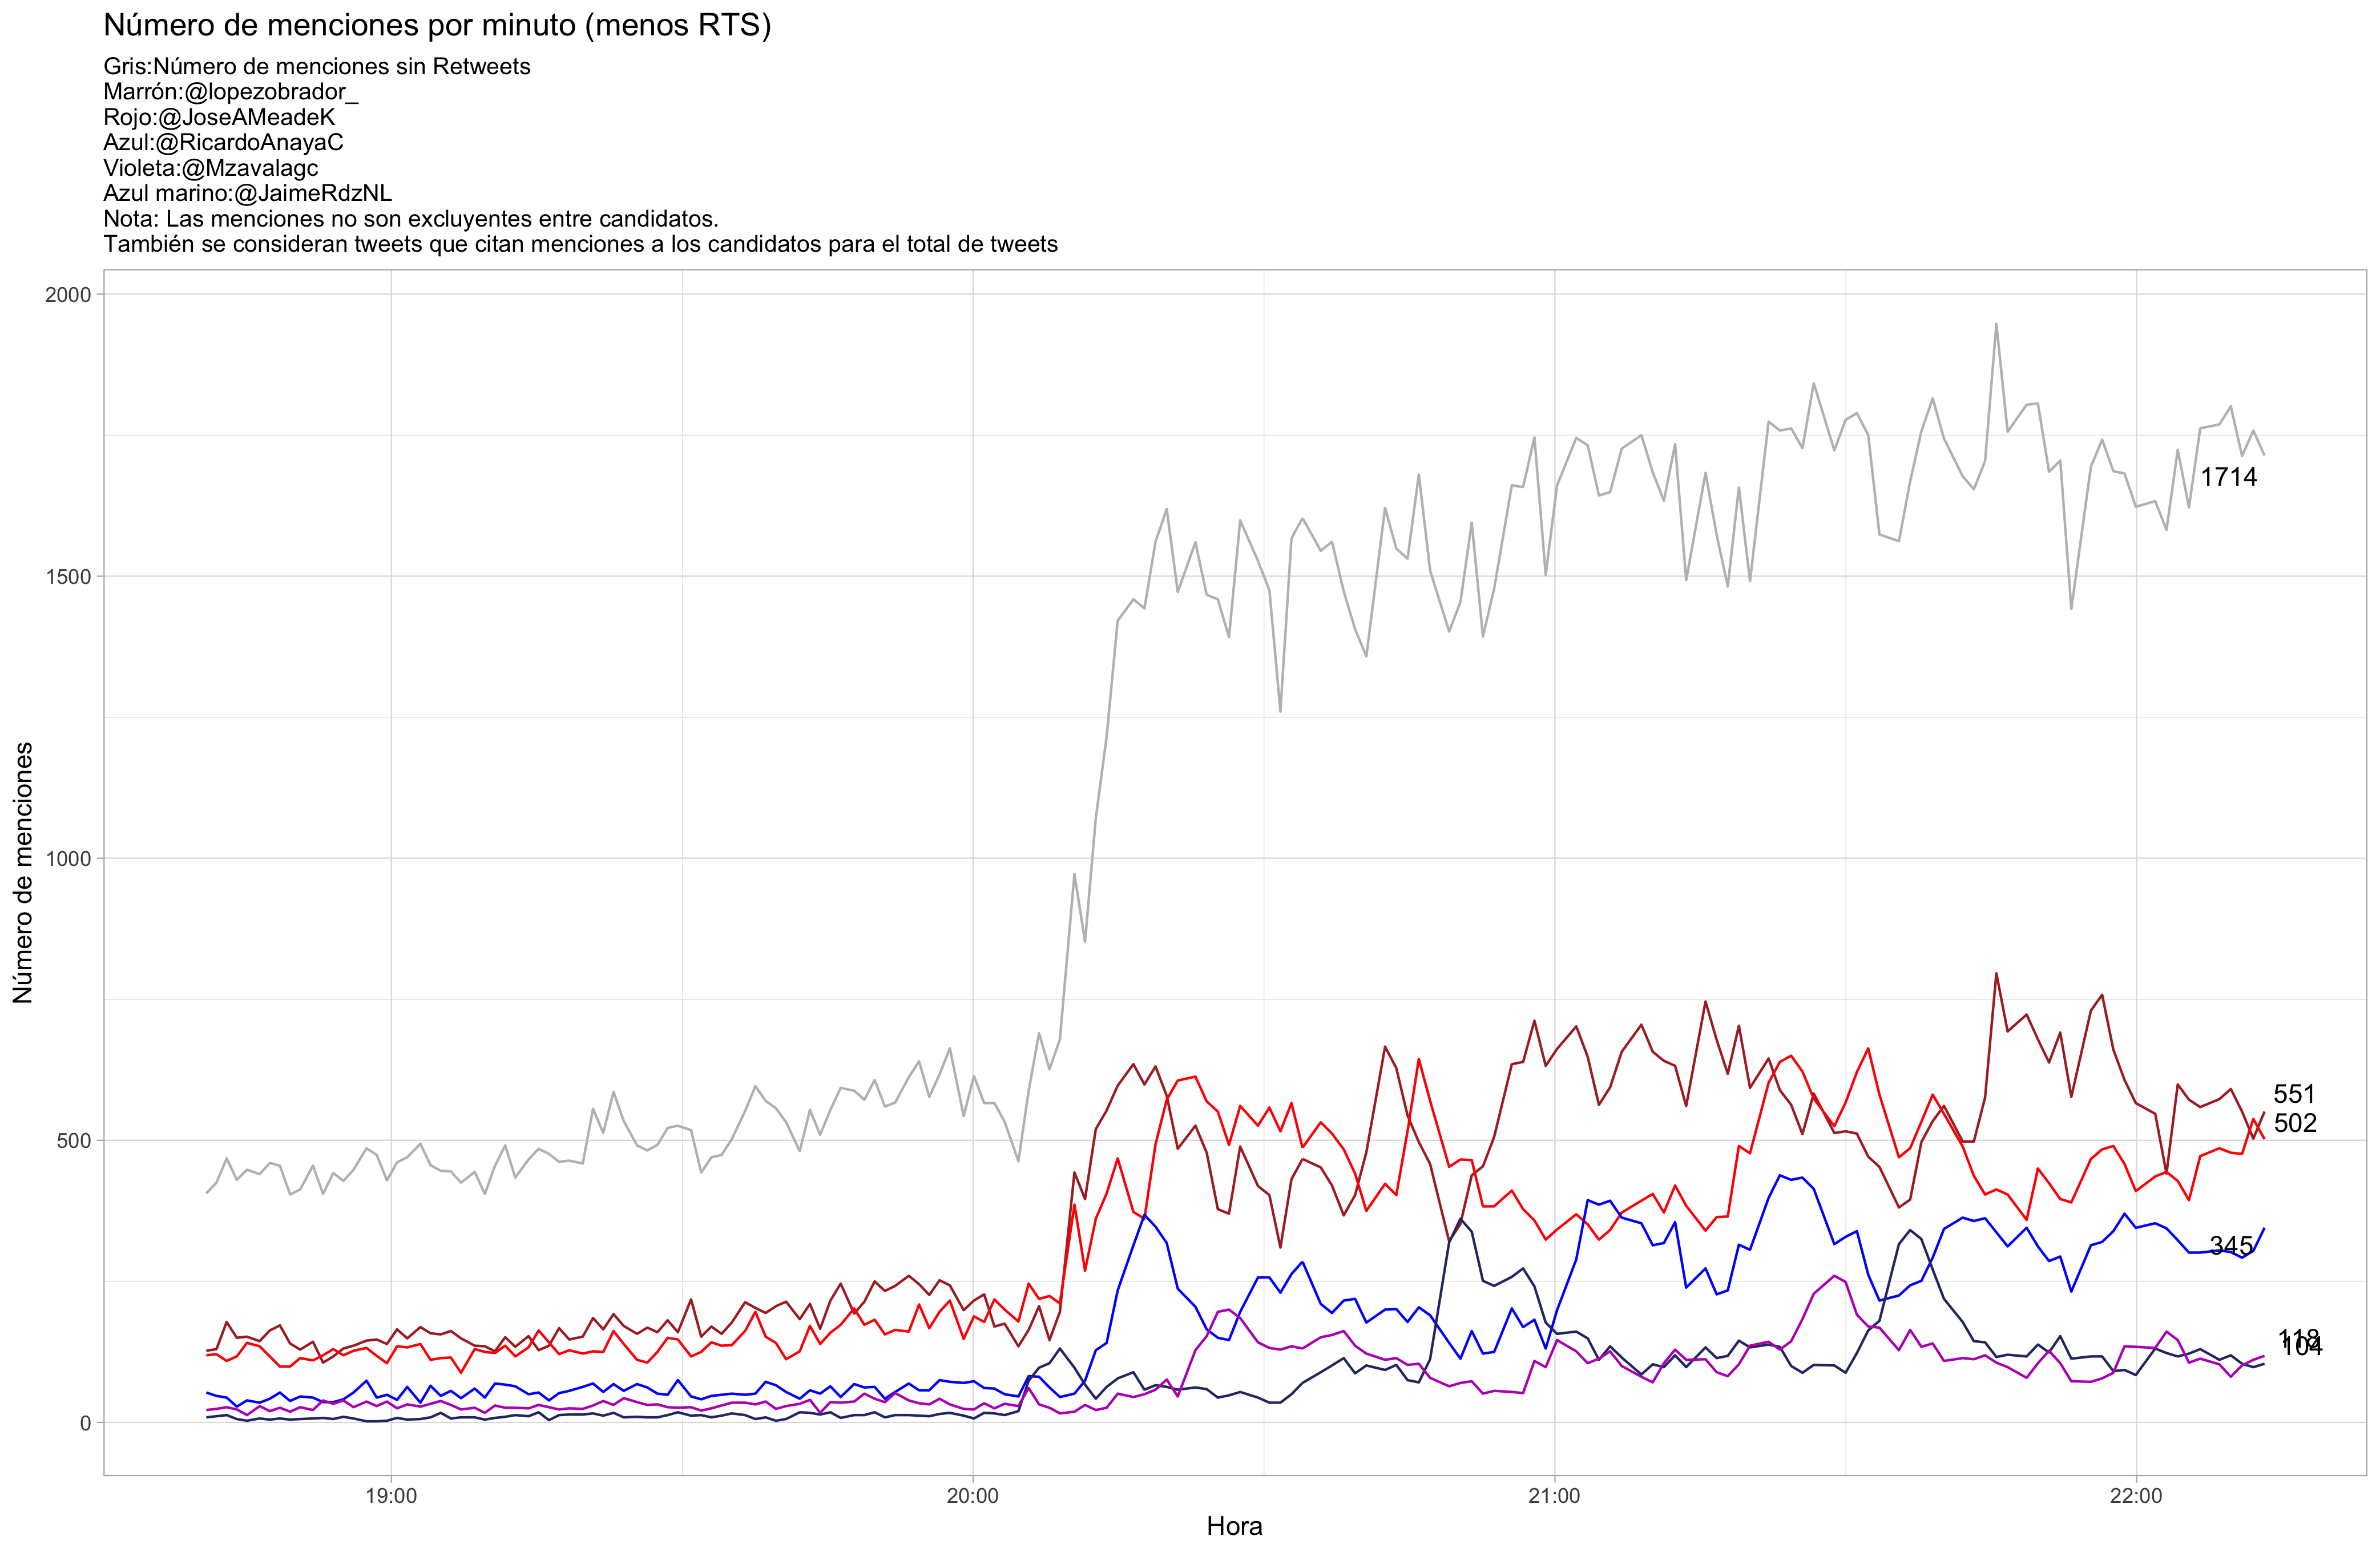 Número de menciones por minuto (menos RTS)
Gris:Número de menciones sin Retweets
Marrón:@lopezobrador_
Rojo:@JoseAMeadeK
Azul:@RicardoAnayaC
Violeta:@Mzavalagc
Azul marino:@JaimeRdzNL
Nota: Las menciones no son excluyentes entre candidatos.
También se consideran tweets que citan menciones a los candidatos para el total de tweets
2000
1714
1500
1000
Número de menciones
551
502
500
345
118
104
0
19:00
20:00
21:00
22:00
Hora